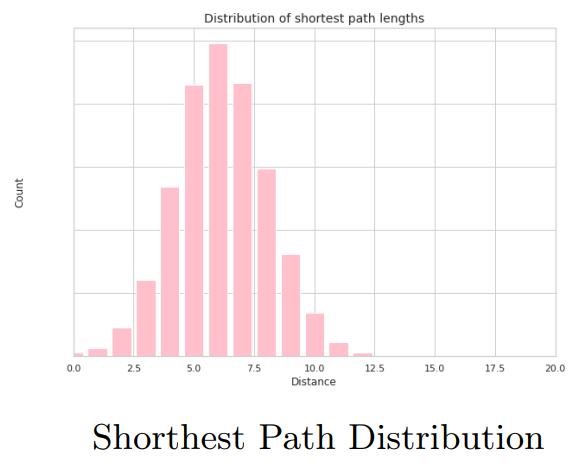 Distribution of shortest path lengths
Count
0.0 2.5 5.0 7.5 10.0 12.5 15.0 17.5 20.0
Distance
Shorthest Path Distribution